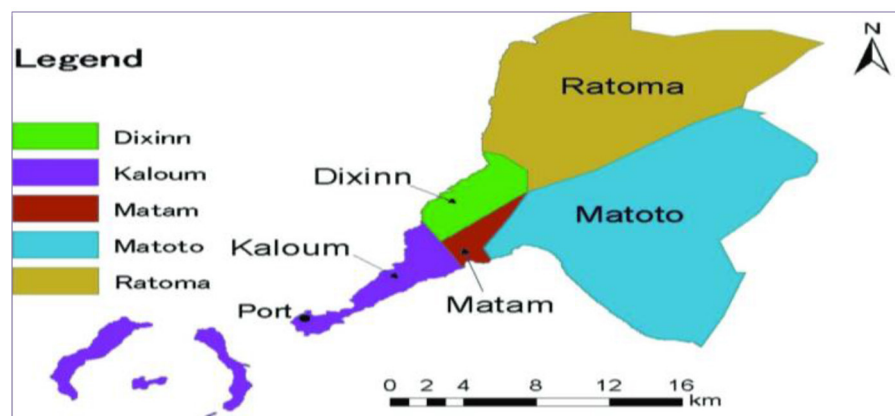 Legend
Dixinn
Kaloum
Matam
Matoto
Ratoma
N
Ratoma
Dixinn
Matoto
Kaloum
Matam
Port
0 2 4 8 12 16
km